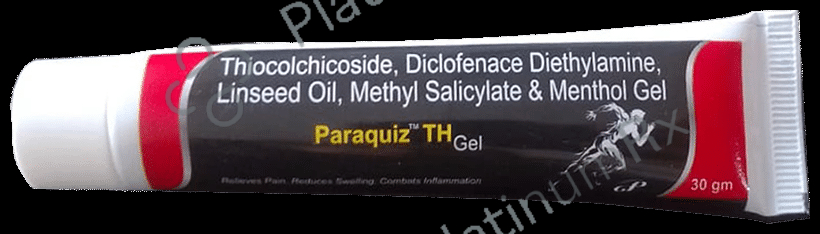 Thiocolchicoside, Diclofenace Diethylamine,
Linseed Oil, Methyl Salicylate & Menthol Gel
Paraquiz™ TH Gel
Relieves Pain. Reduces Swelling. Combats Inflammation
GP
30 gm